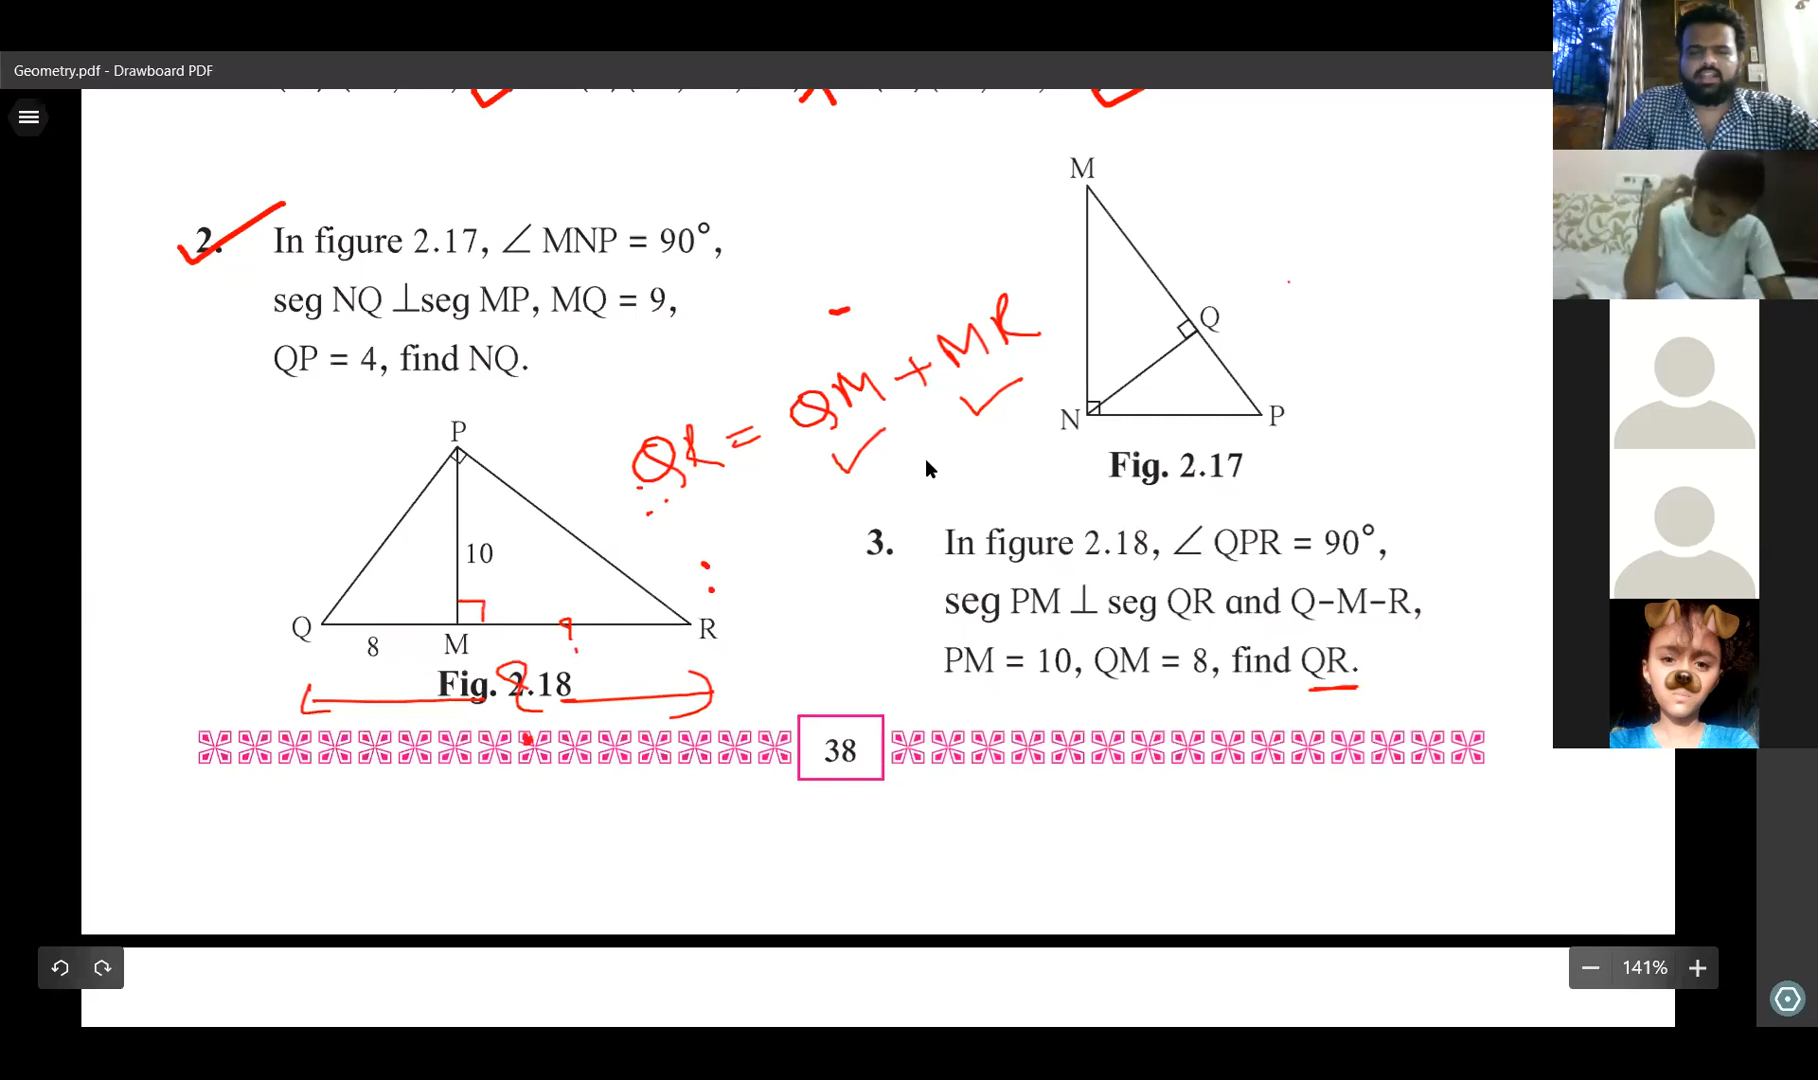 Geometry.pdf - Drawboard PDF
2. In figure 2.17, ∠ MNP = 90°,
seg NQ ⊥seg MP, MQ = 9,
QP = 4, find NQ.
M
Q
N
P
Fig. 2.17
QR = QM + MR
P
10
Q
8
M
?
R
Fig. 2.18
?
3. In figure 2.18, ∠ QPR = 90°,
seg PM ⊥ seg QR and Q-M-R,
PM = 10, QM = 8, find QR.
38
141%